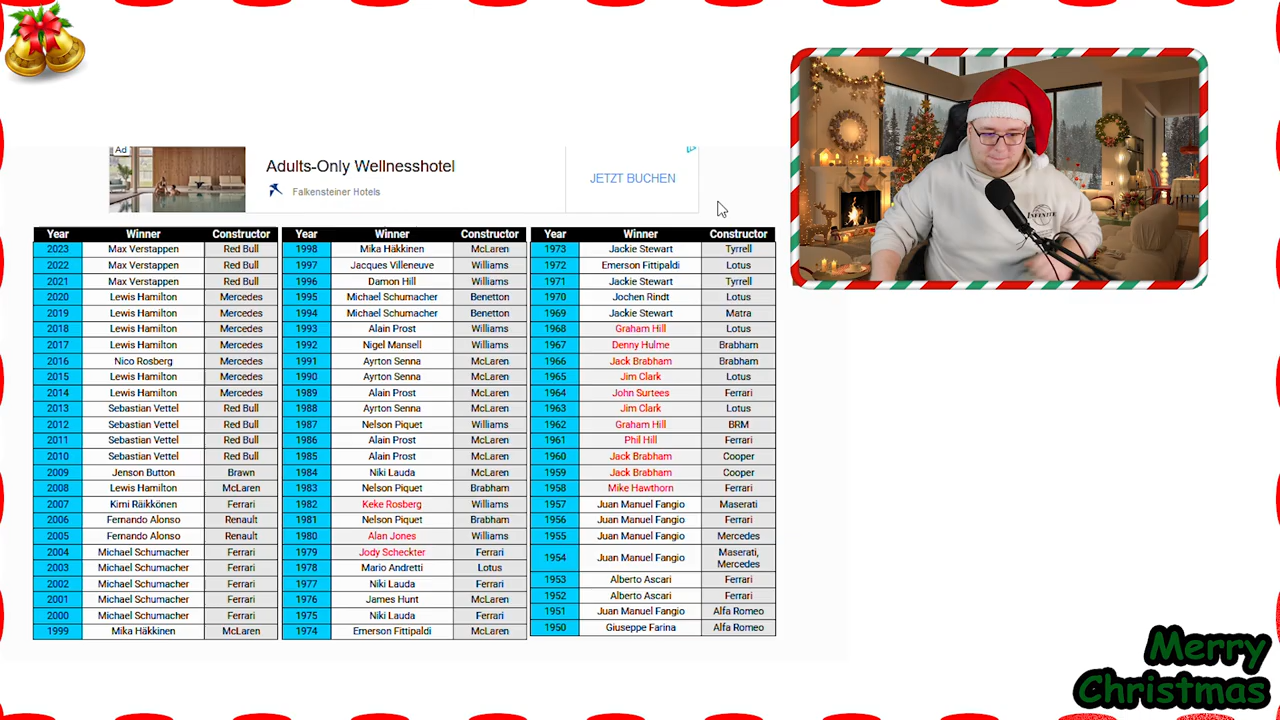 Ad
Adults-Only Wellnesshotel
Falkensteiner Hotels
JETZT BUCHEN
Year Winner Constructor
2023 Max Verstappen Red Bull
2022 Max Verstappen Red Bull
2021 Max Verstappen Red Bull
2020 Lewis Hamilton Mercedes
2019 Lewis Hamilton Mercedes
2018 Lewis Hamilton Mercedes
2017 Lewis Hamilton Mercedes
2016 Nico Rosberg Mercedes
2015 Lewis Hamilton Mercedes
2014 Lewis Hamilton Mercedes
2013 Sebastian Vettel Red Bull
2012 Sebastian Vettel Red Bull
2011 Sebastian Vettel Red Bull
2010 Sebastian Vettel Red Bull
2009 Jenson Button Brawn
2008 Lewis Hamilton McLaren
2007 Kimi Räikkönen Ferrari
2006 Fernando Alonso Renault
2005 Fernando Alonso Renault
2004 Michael Schumacher Ferrari
2003 Michael Schumacher Ferrari
2002 Michael Schumacher Ferrari
2001 Michael Schumacher Ferrari
2000 Michael Schumacher Ferrari
1999 Mika Häkkinen McLaren
Year Winner Constructor
1998 Mika Häkkinen McLaren
1997 Jacques Villeneuve Williams
1996 Damon Hill Williams
1995 Michael Schumacher Benetton
1994 Michael Schumacher Benetton
1993 Alain Prost Williams
1992 Nigel Mansell Williams
1991 Ayrton Senna McLaren
1990 Ayrton Senna McLaren
1989 Alain Prost McLaren
1988 Ayrton Senna McLaren
1987 Nelson Piquet Williams
1986 Alain Prost McLaren
1985 Alain Prost McLaren
1984 Niki Lauda McLaren
1983 Nelson Piquet Brabham
1982 Keke Rosberg Williams
1981 Nelson Piquet Brabham
1980 Alan Jones Williams
1979 Jody Scheckter Ferrari
1978 Mario Andretti Lotus
1977 Niki Lauda Ferrari
1976 James Hunt McLaren
1975 Niki Lauda Ferrari
1974 Emerson Fittipaldi McLaren
Year Winner Constructor
1973 Jackie Stewart Tyrrell
1972 Emerson Fittipaldi Lotus
1971 Jackie Stewart Tyrrell
1970 Jochen Rindt Lotus
1969 Jackie Stewart Matra
1968 Graham Hill Lotus
1967 Denny Hulme Brabham
1966 Jack Brabham Brabham
1965 Jim Clark Lotus
1964 John Surtees Ferrari
1963 Jim Clark Lotus
1962 Graham Hill BRM
1961 Phil Hill Ferrari
1960 Jack Brabham Cooper
1959 Jack Brabham Cooper
1958 Mike Hawthorn Ferrari
1957 Juan Manuel Fangio Maserati
1956 Juan Manuel Fangio Ferrari
1955 Juan Manuel Fangio Mercedes
1954 Juan Manuel Fangio Maserati,
Mercedes
1953 Alberto Ascari Ferrari
1952 Alberto Ascari Ferrari
1951 Juan Manuel Fangio Alfa Romeo
1950 Giuseppe Farina Alfa Romeo
Merry
Christmas